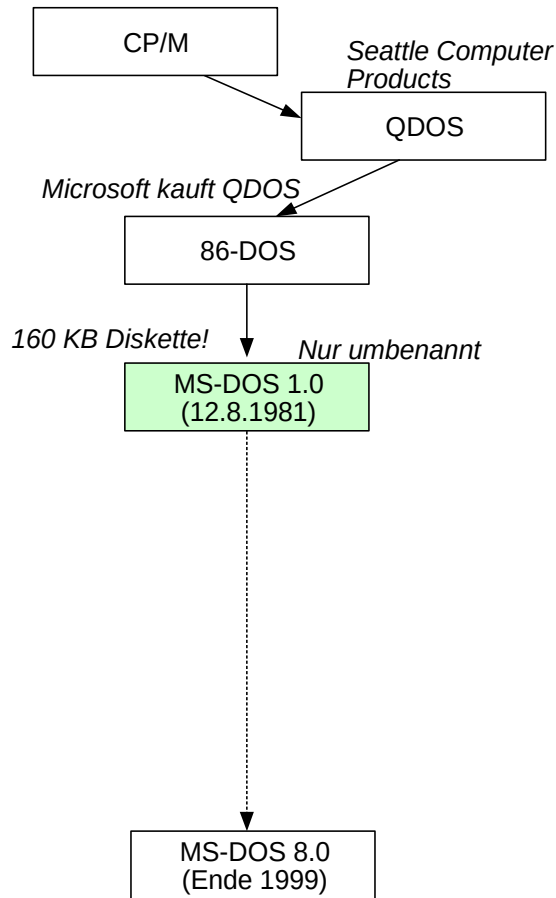 CP/M
Seattle Computer
Products
QDOS
Microsoft kauft QDOS
86-DOS
160 KB Diskette!
Nur umbenannt
MS-DOS 1.0
(12.8.1981)
MS-DOS 8.0
(Ende 1999)